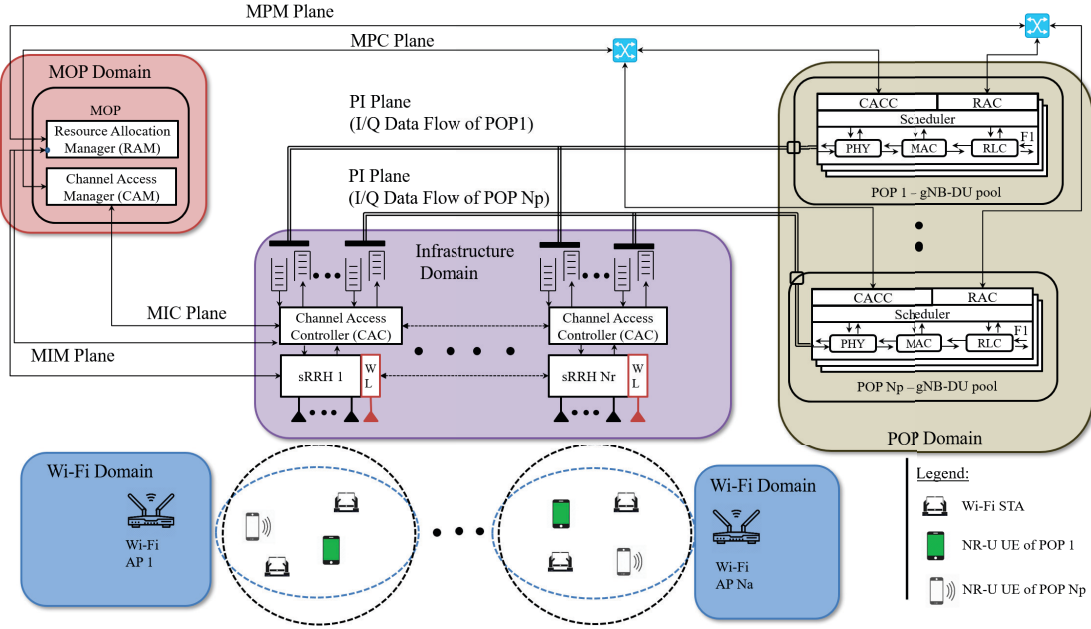 MPM Plane
MPC Plane
MOP Domain
MOP
Resource Allocation
Manager (RAM)
Channel Access
Manager (CAM)
PI Plane
(I/Q Data Flow of POP1)
PI Plane
(I/Q Data Flow of POP Np)
CACC
RAC
Scheduler
PHY
MAC
RLC
F1
POP 1 – gNB-DU pool
Infrastructure
Domain
MIC Plane
MIM Plane
Channel Access
Controller (CAC)
Channel Access
Controller (CAC)
sRRH 1
W
L
sRRH Nr
W
L
CACC
RAC
Scheduler
PHY
MAC
RLC
F1
POP Np – gNB-DU pool
POP Domain
Wi-Fi Domain
Wi-Fi
AP 1
Wi-Fi Domain
Wi-Fi
AP Na
Legend:
Wi-Fi STA
NR-U UE of POP 1
NR-U UE of POP Np